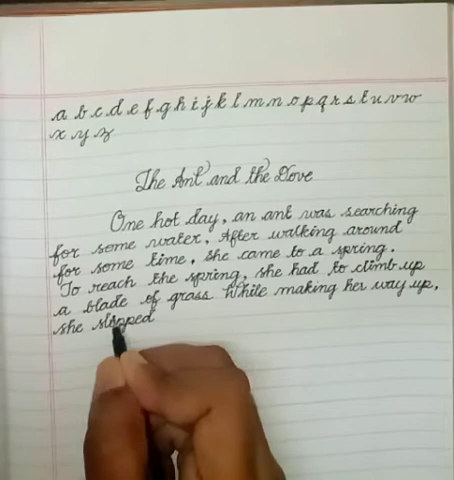 a b c d e f g h i j k l m n o p q r s t u v w
x y z
The Ant and the Dove
One hot day, an ant was searching
for some water, After walking around
for some time, she came to a spring.
To reach the spring, she had to climb up
a blade of grass While making her way up,
she slipped